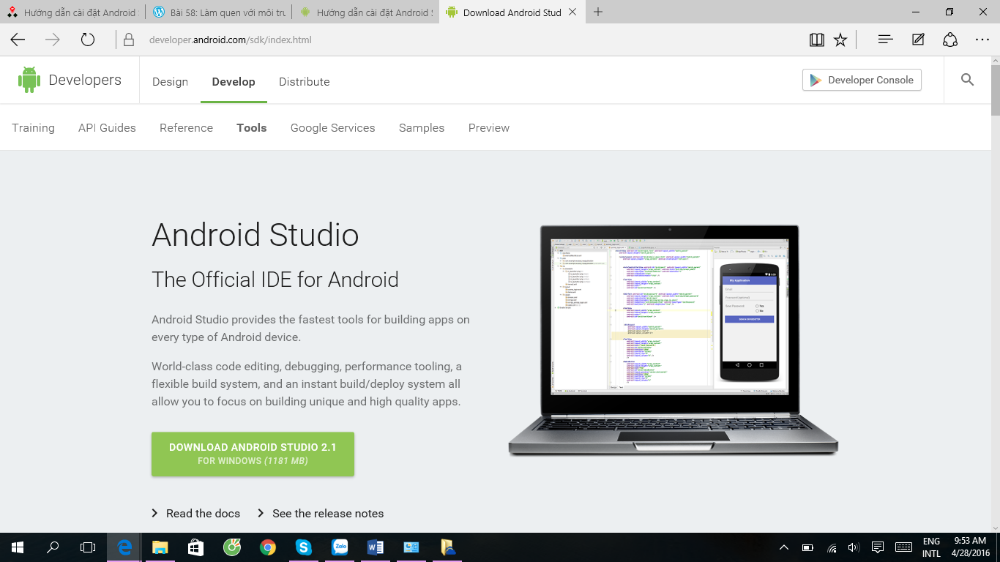 Hướng dẫn cài đặt Android
Bài 58: Làm quen với môi trư
Hướng dẫn cài đặt Android S
Download Android Stud
developer.android.com/sdk/index.html
Developers
Design
Develop
Distribute
Developer Console
Training
API Guides
Reference
Tools
Google Services
Samples
Preview
Android Studio
The Official IDE for Android
Android Studio provides the fastest tools for building apps on
every type of Android device.
World-class code editing, debugging, performance tooling, a
flexible build system, and an instant build/deploy system all
allow you to focus on building unique and high quality apps.
My Application
DOWNLOAD ANDROID STUDIO 2.1
FOR WINDOWS (1181 MB)
Read the docs
See the release notes
Zalo
ENG
INTL
9:53 AM
4/28/2016